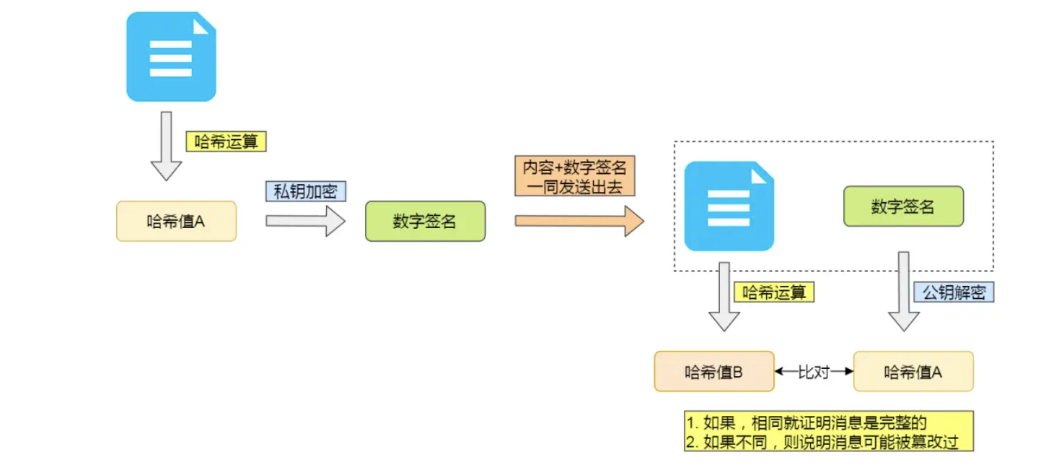 哈希运算
哈希值A
私钥加密
数字签名
内容+数字签名
一同发送出去
数字签名
哈希运算
公钥解密
哈希值B
比对
哈希值A
1. 如果，相同就证明消息是完整的
2. 如果不同，则说明消息可能被篡改过